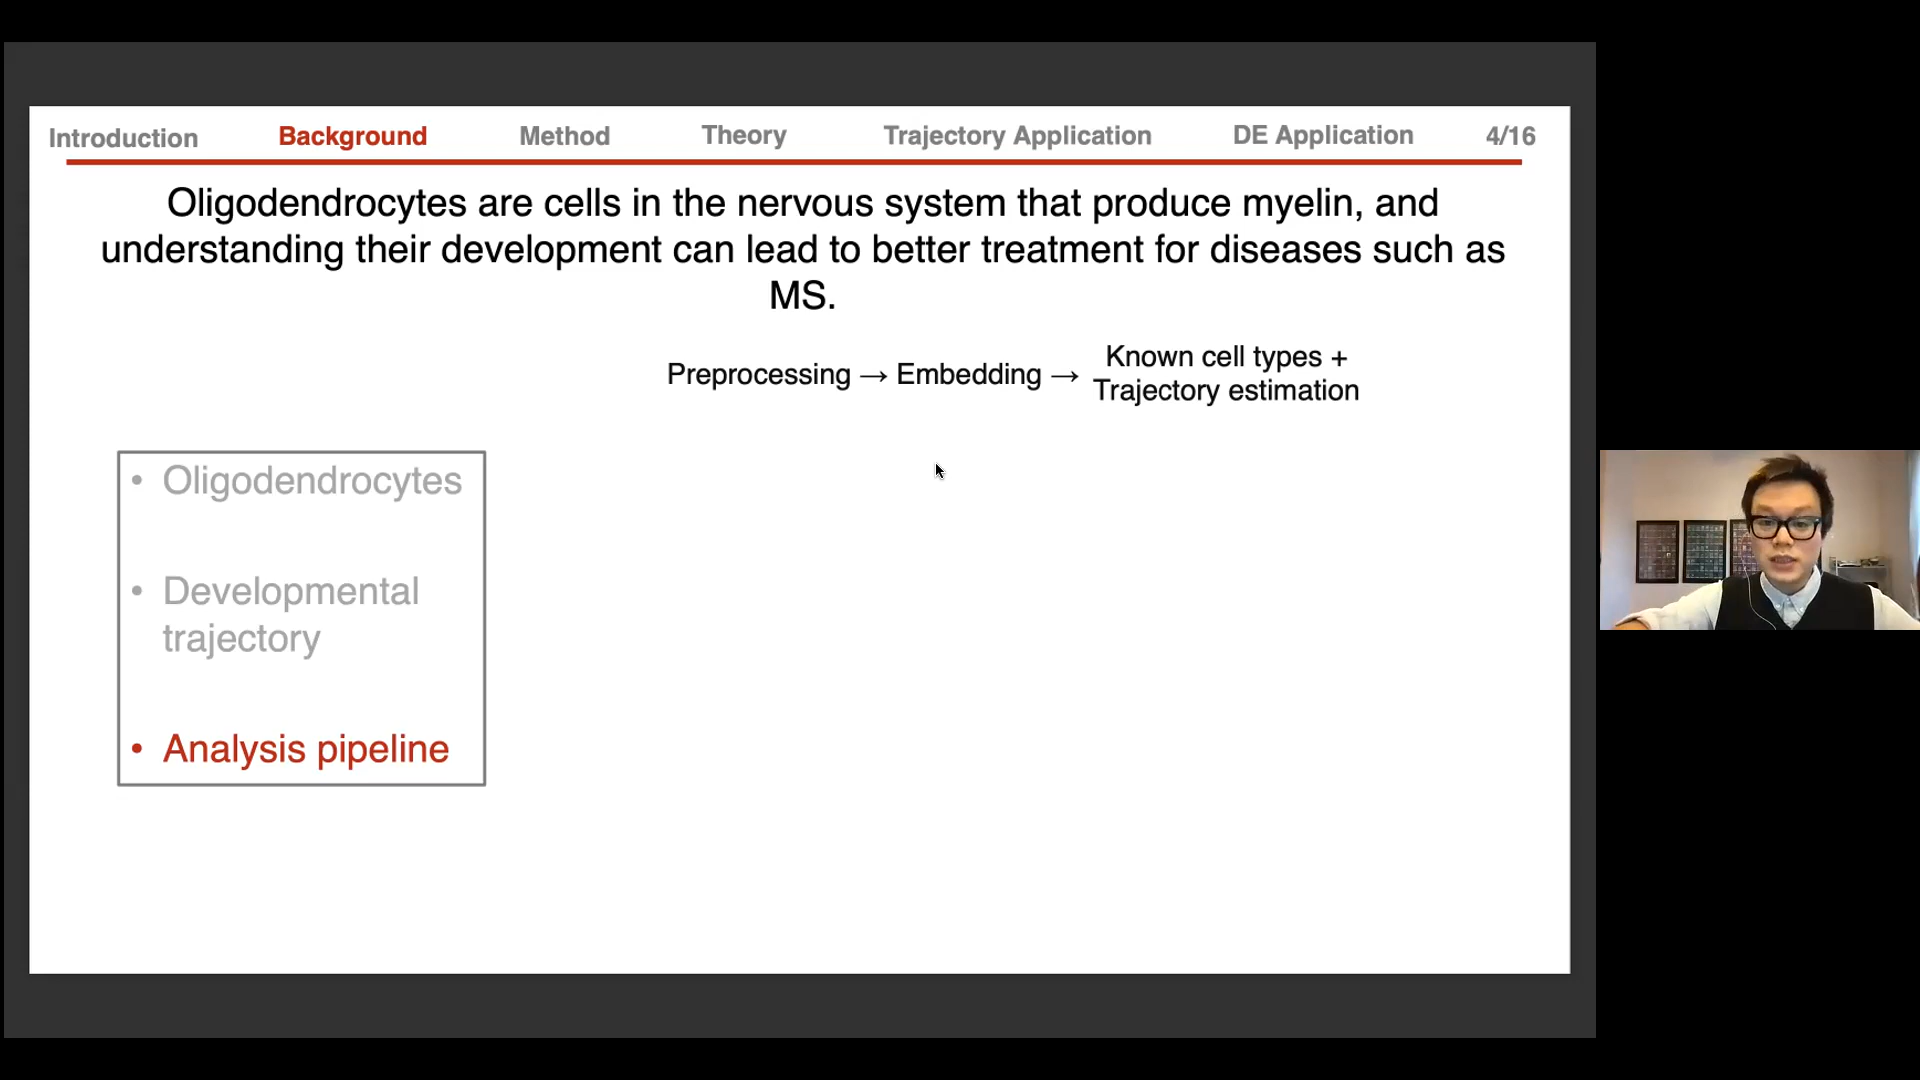 Introduction Background Method Theory Trajectory Application DE Application 4/16
Oligodendrocytes are cells in the nervous system that produce myelin, and
understanding their development can lead to better treatment for diseases such as
MS.
Preprocessing → Embedding → Known cell types +
Trajectory estimation
• Oligodendrocytes
• Developmental
trajectory
• Analysis pipeline